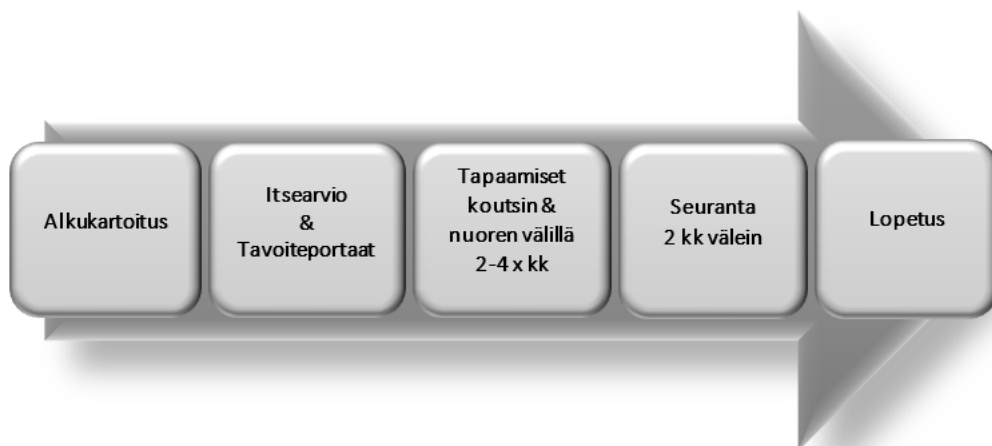 Alkukartoitus
Itsearvio
&
Tavoiteportaat
Tapaamiset
koutsin &
nuoren välillä
2-4 x kk
Seuranta
2 kk välein
Lopetus